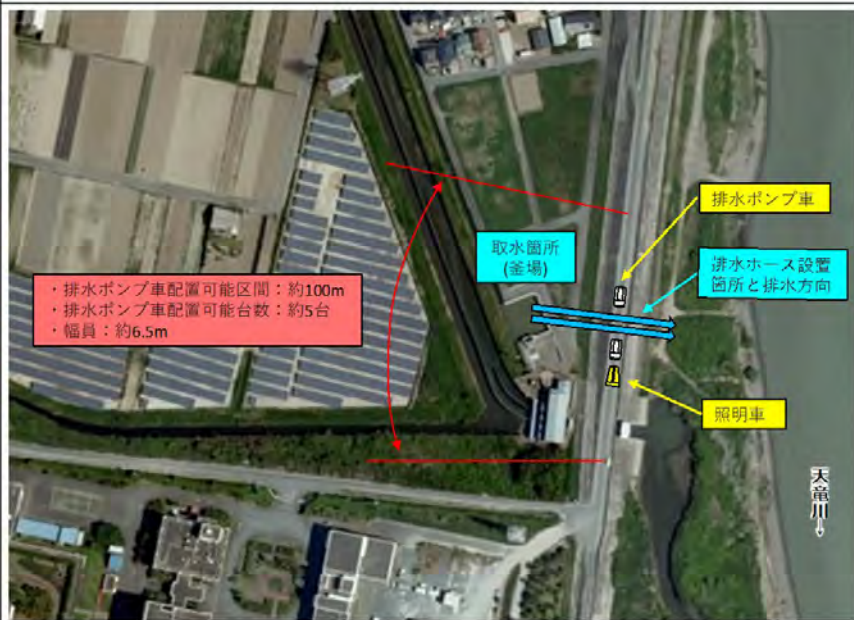 排水ポンプ車
取水箇所
(釜場)
排水ホース設置
箇所と排水方向
・排水ポンプ車配置可能区間：約100m
・排水ポンプ車配置可能台数：約5台
・幅員：約6.5m
照明車
天竜川→